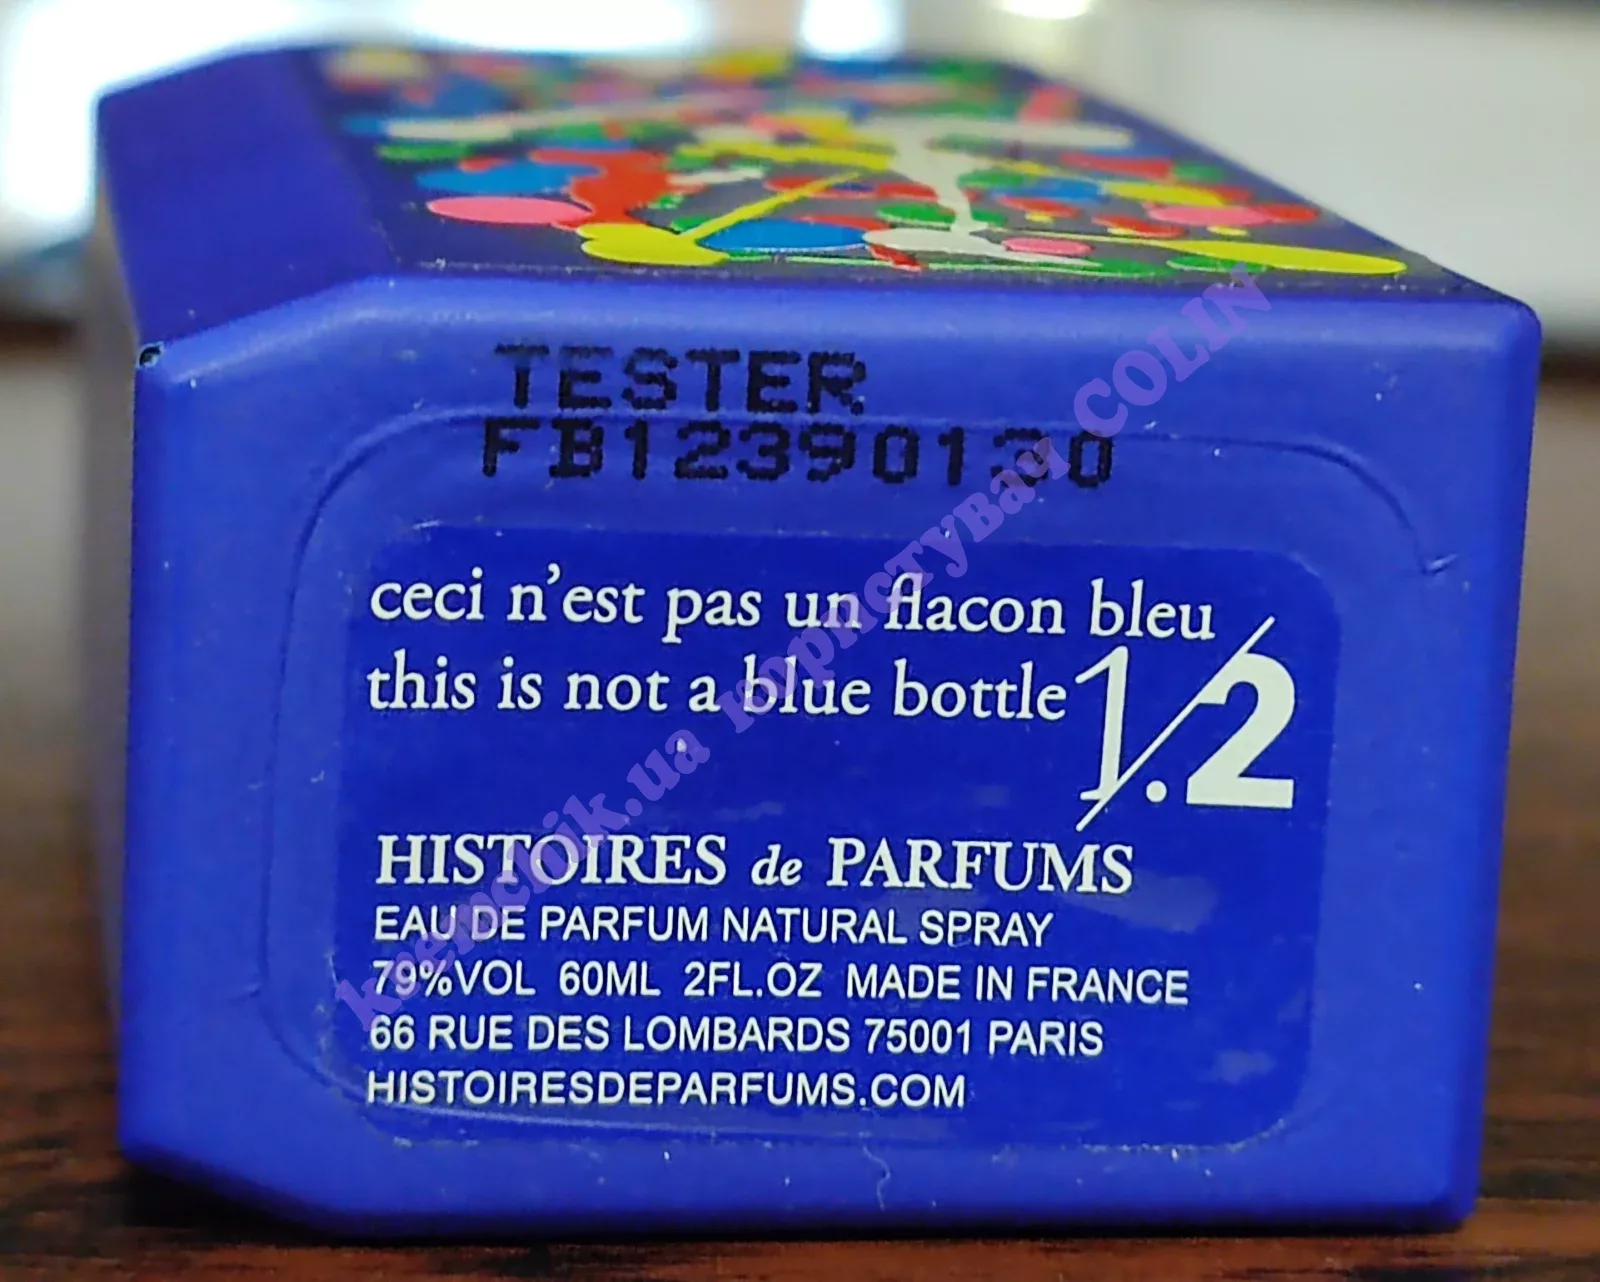 TESTER
FB12390130
ceci n'est pas un flacon bleu
this is not a blue bottle 1/.2
HISTOIRES de PARFUMS
EAU DE PARFUM NATURAL SPRAY
79%VOL 60ML 2FL.OZ MADE IN FRANCE
66 RUE DES LOMBARDS 75001 PARIS
HISTOIRESDEPARFUMS.COM
ksenchik.ua користувач COLIN